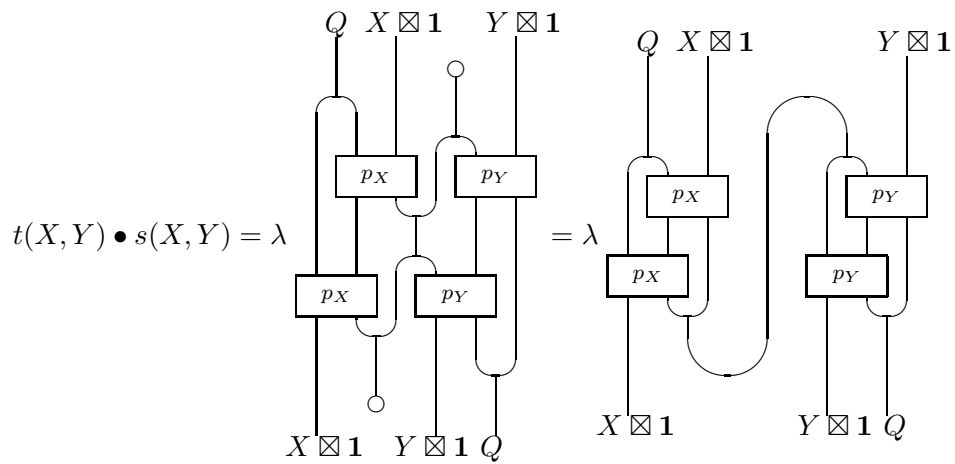 Q X ⊠ 1 Y ⊠ 1 Q X ⊠ 1 Y ⊠ 1
p_X p_Y p_X p_Y
t(X, Y) • s(X, Y) = λ = λ
p_X p_Y p_X p_Y
X ⊠ 1 Y ⊠ 1 Q X ⊠ 1 Y ⊠ 1 Q